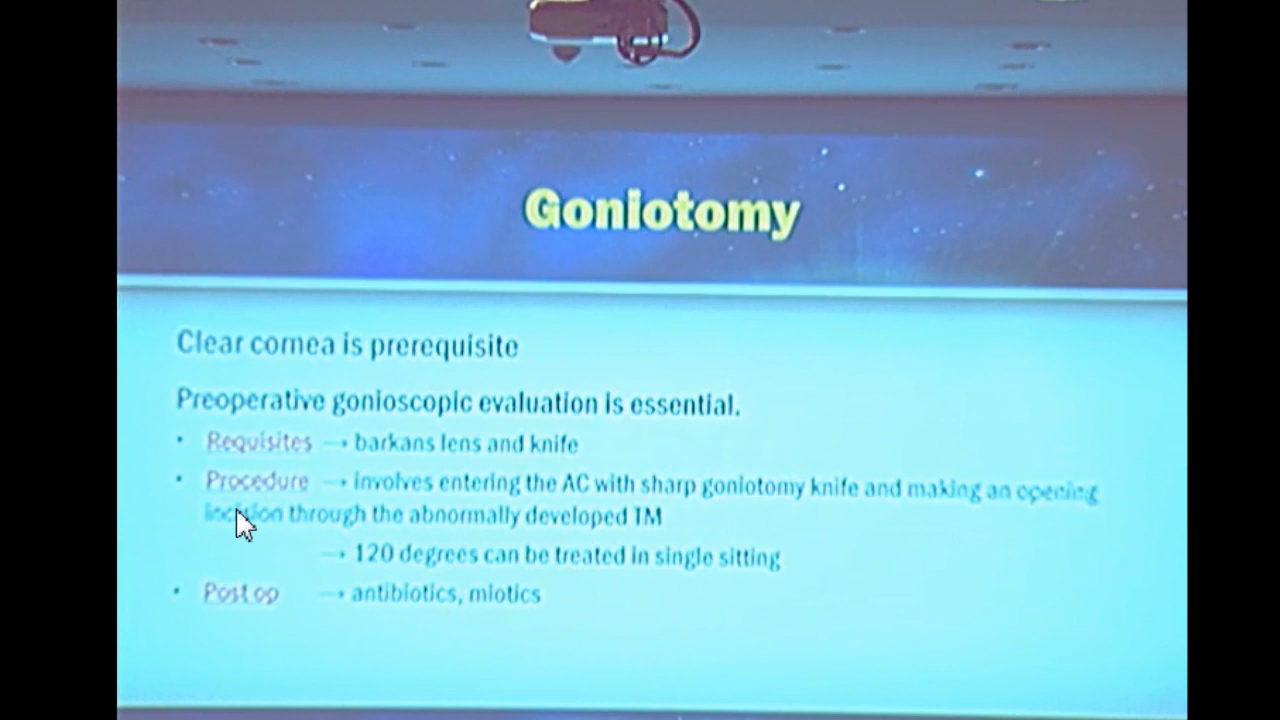 Goniotomy
Clear cornea is prerequisite
Preoperative gonioscopic evaluation is essential.
• Requisites → barkans lens and knife
• Procedure → involves entering the AC with sharp goniotomy knife and making an opening
incision through the abnormally developed TM
→ 120 degrees can be treated in single sitting
• Post op → antibiotics, miotics